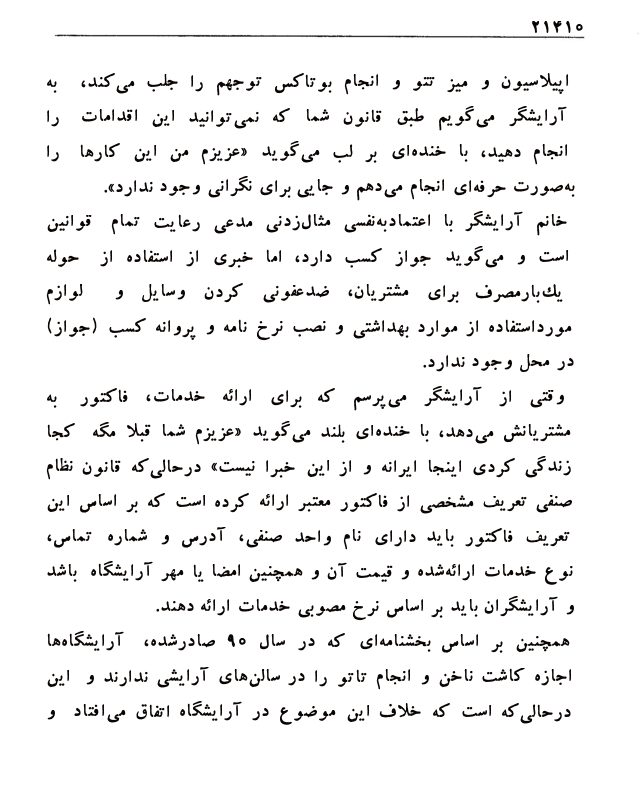 ۲۱۴۱۰
اپیلاسیون و میز تتو و انجام بوتاکس توجهم را جلب می‌کند، به
آرایشگر می‌گویم طبق قانون شما که نمی‌توانید این اقدامات را
انجام دهید، با خنده‌ای بر لب می‌گوید «عزیزم من این کارها را
به‌صورت حرفه‌ای انجام می‌دهم و جایی برای نگرانی وجود ندارد».
خانم آرایشگر با اعتمادبه‌نفسی مثال‌زدنی مدعی رعایت تمام قوانین
است و می‌گوید جواز کسب دارد، اما خبری از استفاده از حوله
یك‌بارمصرف برای مشتریان، ضدعفونی کردن وسایل و لوازم
مورداستفاده از موارد بهداشتی و نصب نرخ نامه و پروانه کسب (جواز)
در محل وجود ندارد.
وقتی از آرایشگر می‌پرسم که برای ارائه خدمات، فاکتور به
مشتریانش می‌دهد، با خنده‌ای بلند می‌گوید «عزیزم شما قبلا مگه کجا
زندگی کردی اینجا ایرانه و از این خبرا نیست» درحالی‌که قانون نظام
صنفی تعریف مشخصی از فاکتور معتبر ارائه کرده است که بر اساس این
تعریف فاکتور باید دارای نام واحد صنفی، آدرس و شماره تماس،
نوع خدمات ارائه‌شده و قیمت آن و همچنین امضا یا مهر آرایشگاه باشد
و آرایشگران باید بر اساس نرخ مصوبی خدمات ارائه دهند.
همچنین بر اساس بخشنامه‌ای که در سال ۹۰ صادرشده، آرایشگاه‌ها
اجازه کاشت ناخن و انجام تاتو را در سالن‌های آرایشی ندارند و این
درحالی‌که است که خلاف این موضوع در آرایشگاه اتفاق می‌افتاد و